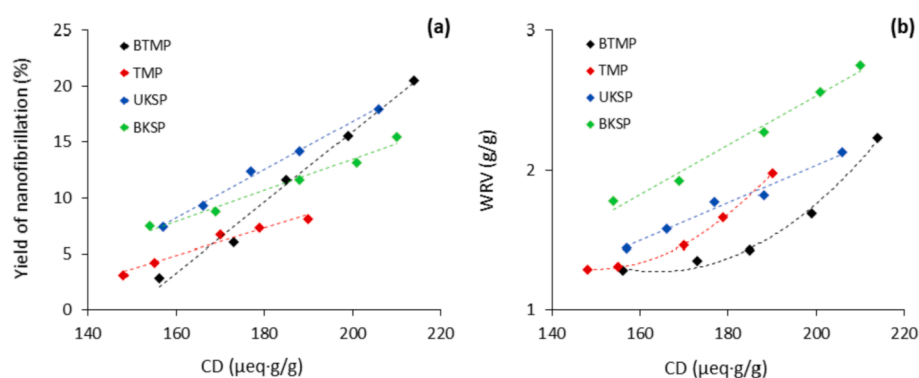 (a)
Yield of nanofibrillation (%)
25
20
15
10
5
0
BTMP
TMP
UKSP
BKSP
140
160
180
200
220
CD (µeq·g/g)
(b)
WRV (g/g)
3
2
1
BTMP
TMP
UKSP
BKSP
140
160
180
200
220
CD (µeq·g/g)